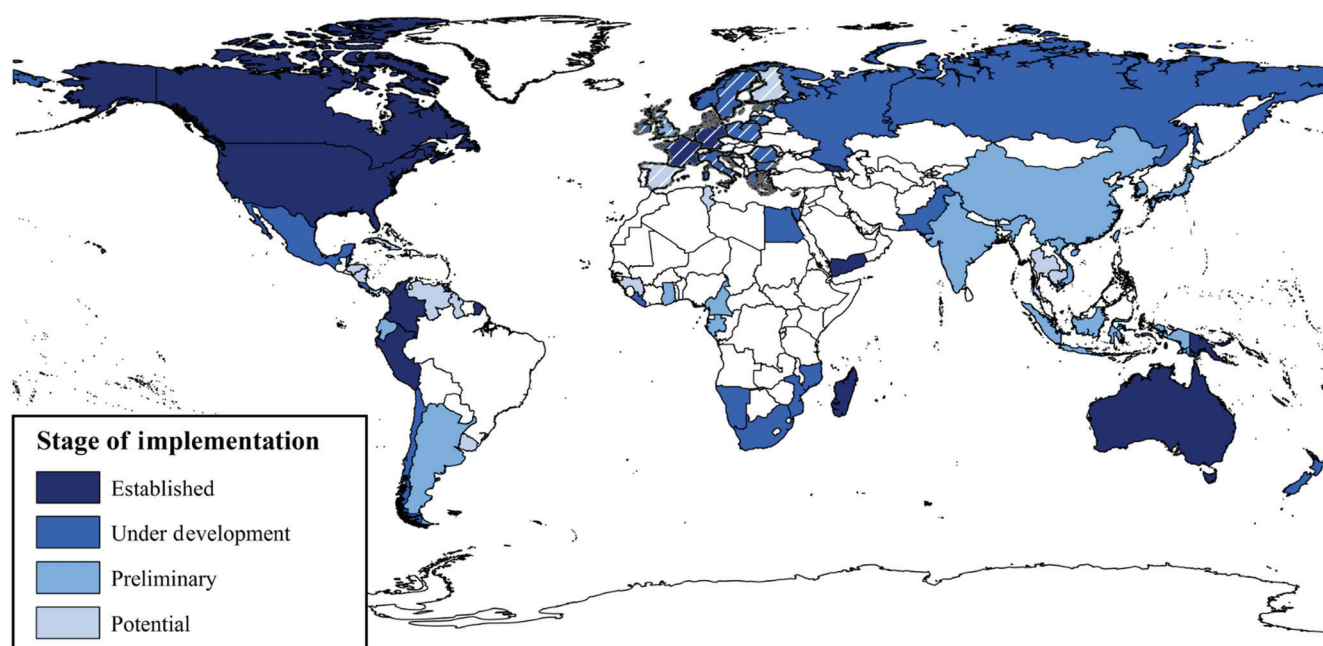 Stage of implementation
Established
Under development
Preliminary
Potential